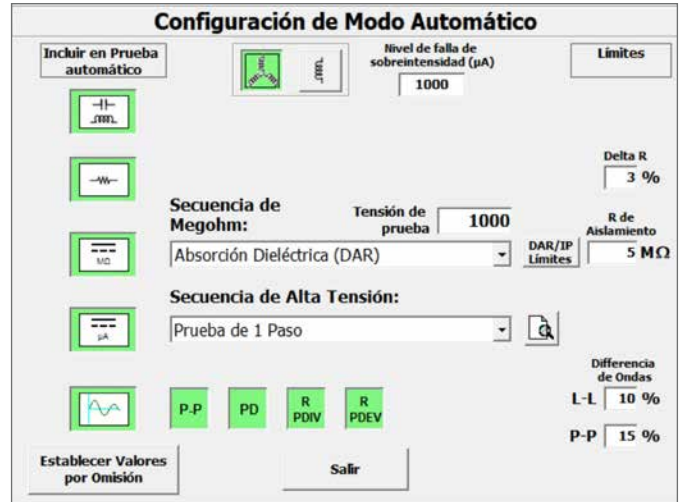 Configuración de Modo Automático
Incluir en Prueba
automático
Nivel de falla de
sobreintensidad (µA)
1000
Límites
Delta R
3 %
Secuencia de
Megohm:
Tensión de
prueba
1000
R de
Aislamiento
MΩ
Absorción Dieléctrica (DAR)
DAR/IP
Límites
5 MΩ
Secuencia de Alta Tensión:
µA
Prueba de 1 Paso
Differencia
de Ondas
L-L 10 %
P-P
PD
R
PDIV
R
PDEV
P-P 15 %
Establecer Valores
por Omisión
Salir